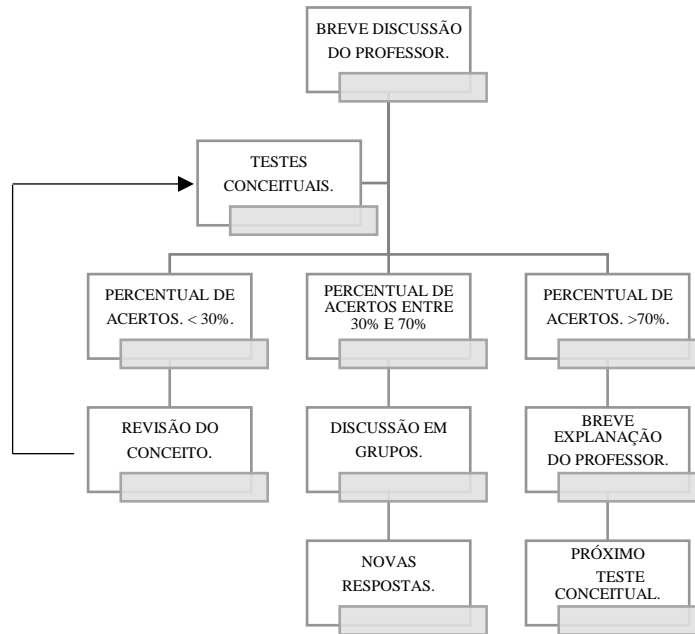 BREVE DISCUSSÃO
DO PROFESSOR.
TESTES
CONCEITUAIS.
PERCENTUAL DE
ACERTOS. < 30%.
PERCENTUAL DE
ACERTOS ENTRE
30% E 70%
PERCENTUAL DE
ACERTOS. >70%.
REVISÃO DO
CONCEITO.
DISCUSSÃO EM
GRUPOS.
BREVE
EXPLANAÇÃO
DO PROFESSOR.
NOVAS
RESPOSTAS.
PRÓXIMO
TESTE
CONCEITUAL.